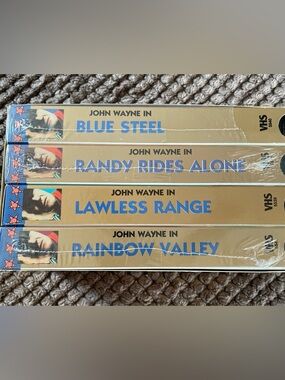 JOHN WAYNE IN
BLUE STEEL
VHS
JOHN WAYNE IN
RANDY RIDES ALONE
VHS
JOHN WAYNE IN
LAWLESS RANGE
VHS
JOHN WAYNE IN
RAINBOW VALLEY